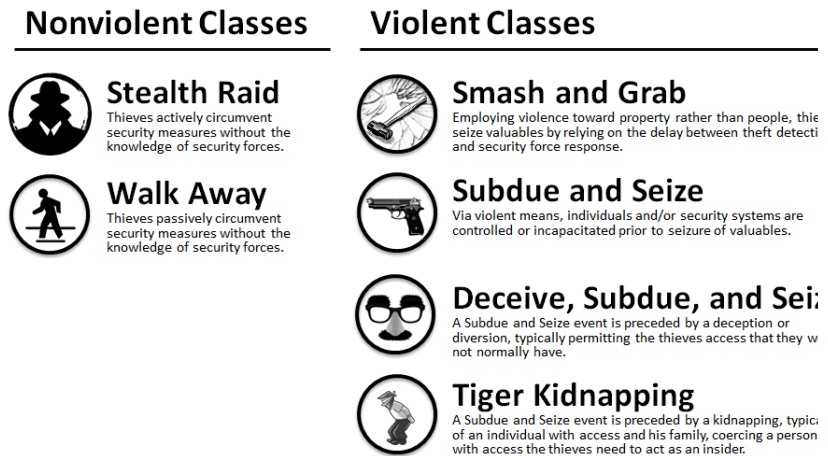 Nonviolent Classes
Stealth Raid
Thieves actively circumvent
security measures without the
knowledge of security forces.
Walk Away
Thieves passively circumvent
security measures without the
knowledge of security forces.
Violent Classes
Smash and Grab
Employing violence toward property rather than people,
seize valuables by relying on the delay between theft
and security force response.
Subdue and Seize
Via violent means, individuals and/or security systems are
controlled or incapacitated prior to seizure of valuables.
Deceive, Subdue, and
A Subdue and Seize event is preceded by a deception or
diversion, typically permitting the thieves access that they
not normally have.
Tiger Kidnapping
A Subdue and Seize event is preceded by a kidnapping,
of an individual with access and his family, coercing a person
with access the thieves need to act as an insider.